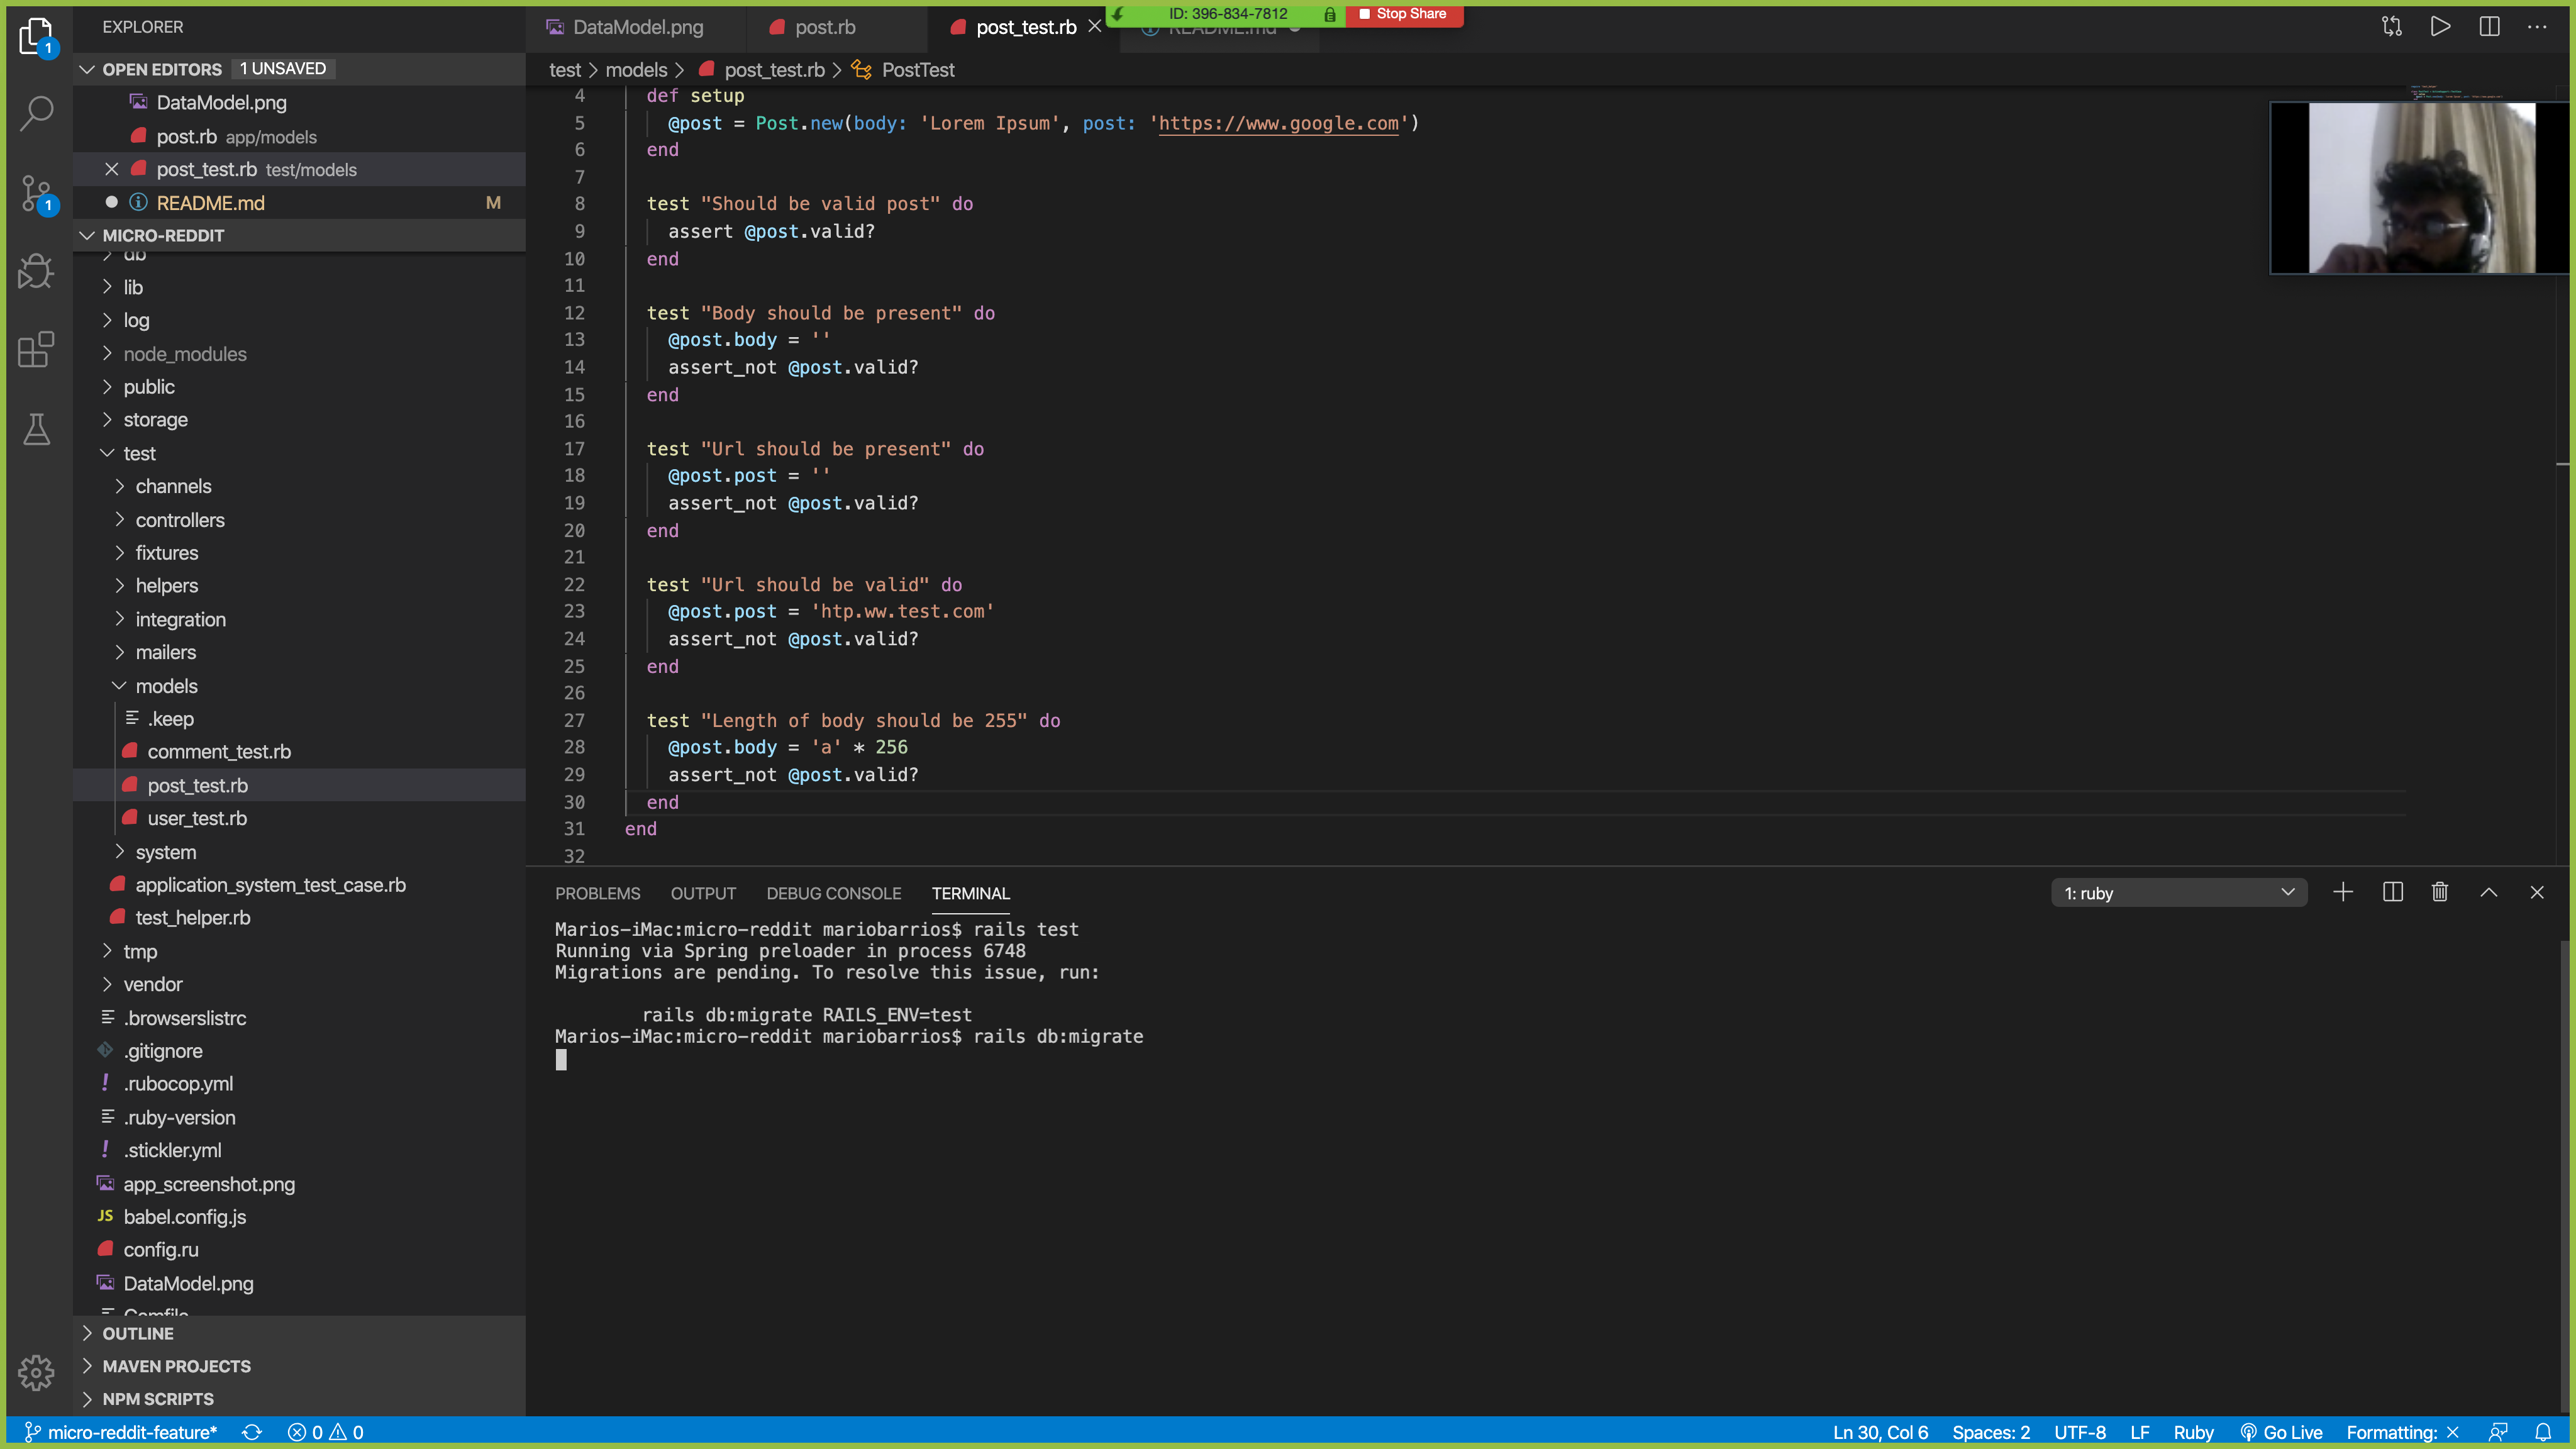 ID: 396-834-7812 Stop Share
EXPLORER
DataModel.png post.rb post_test.rb README.md
OPEN EDITORS 1 UNSAVED
DataModel.png
post.rb app/models
post_test.rb test/models
README.md M
MICRO-REDDIT
db
lib
log
node_modules
public
storage
test
channels
controllers
fixtures
helpers
integration
mailers
models
.keep
comment_test.rb
post_test.rb
user_test.rb
system
application_system_test_case.rb
test_helper.rb
tmp
vendor
.browserslistrc
.gitignore
.rubocop.yml
.ruby-version
.stickler.yml
app_screenshot.png
JS babel.config.js
config.ru
DataModel.png
OUTLINE
MAVEN PROJECTS
NPM SCRIPTS
1
1
test > models > post_test.rb > PostTest
4 def setup
5 @post = Post.new(body: 'Lorem Ipsum', post: 'https://www.google.com')
6 end
7
8 test "Should be valid post" do
9 assert @post.valid?
10 end
11
12 test "Body should be present" do
13 @post.body = ''
14 assert_not @post.valid?
15 end
16
17 test "Url should be present" do
18 @post.post = ''
19 assert_not @post.valid?
20 end
21
22 test "Url should be valid" do
23 @post.post = 'htp.ww.test.com'
24 assert_not @post.valid?
25 end
26
27 test "Length of body should be 255" do
28 @post.body = 'a' * 256
29 assert_not @post.valid?
30 end
31 end
32
PROBLEMS OUTPUT DEBUG CONSOLE TERMINAL 1: ruby
Marios-iMac:micro-reddit mariobarrios$ rails test
Running via Spring preloader in process 6748
Migrations are pending. To resolve this issue, run:
rails db:migrate RAILS_ENV=test
Marios-iMac:micro-reddit mariobarrios$ rails db:migrate
micro-reddit-feature* 0 0 Ln 30, Col 6 Spaces: 2 UTF-8 LF Ruby Go Live Formatting: ×